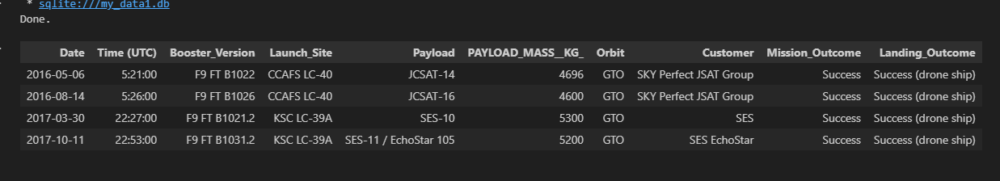 * sqlite:///my_data1.db
Done.
Date Time (UTC) Booster_Version Launch_Site Payload PAYLOAD_MASS__KG_ Orbit Customer Mission_Outcome Landing_Outcome
2016-05-06 5:21:00 F9 FT B1022 CCAFS LC-40 JCSAT-14 4696 GTO SKY Perfect JSAT Group Success Success (drone ship)
2016-08-14 5:26:00 F9 FT B1026 CCAFS LC-40 JCSAT-16 4600 GTO SKY Perfect JSAT Group Success Success (drone ship)
2017-03-30 22:27:00 F9 FT B1021.2 KSC LC-39A SES-10 5300 GTO SES Success Success (drone ship)
2017-10-11 22:53:00 F9 FT B1031.2 KSC LC-39A SES-11 / EchoStar 105 5200 GTO SES EchoStar Success Success (drone ship)